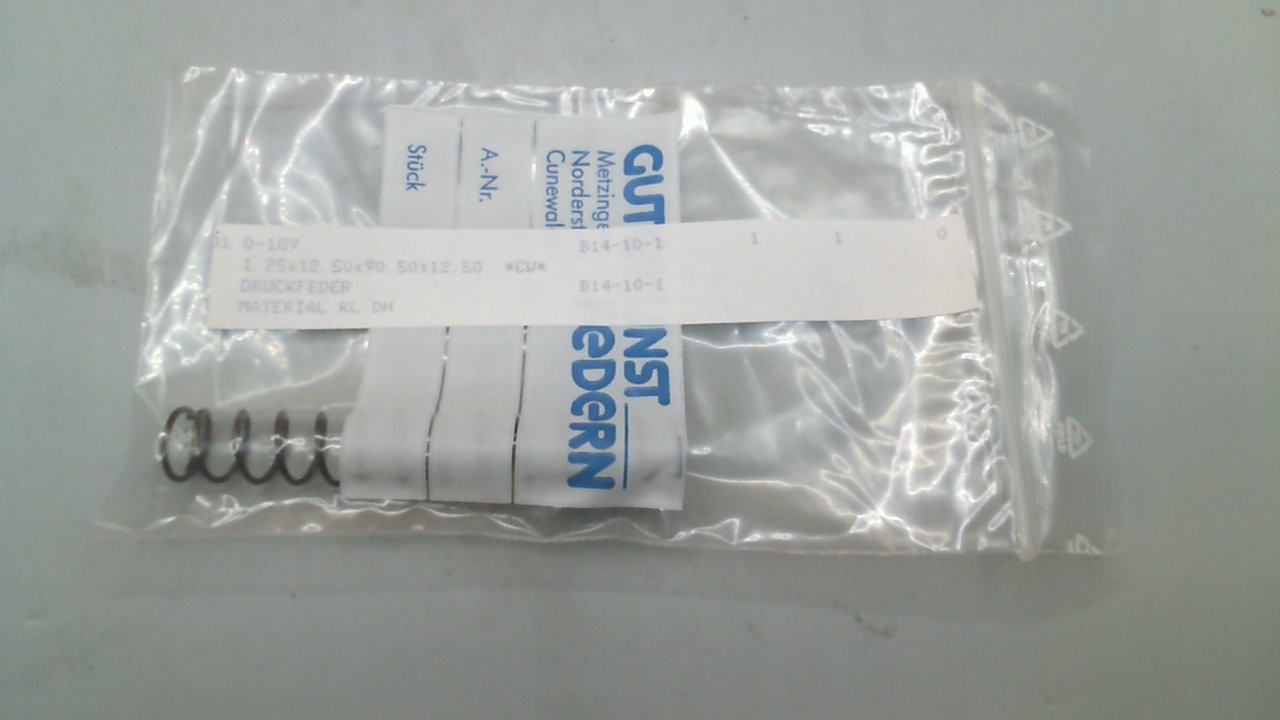 01 D-189 B14-10-1 1 1 0
1.25x12.50x90.50x12.50 *CW*
DRUCKFEDER B14-10-1
MATERIAL KL DH
GUT NST
eDeRN
Metzinge
Norderst
Cunewal
A.-Nr.
Stück